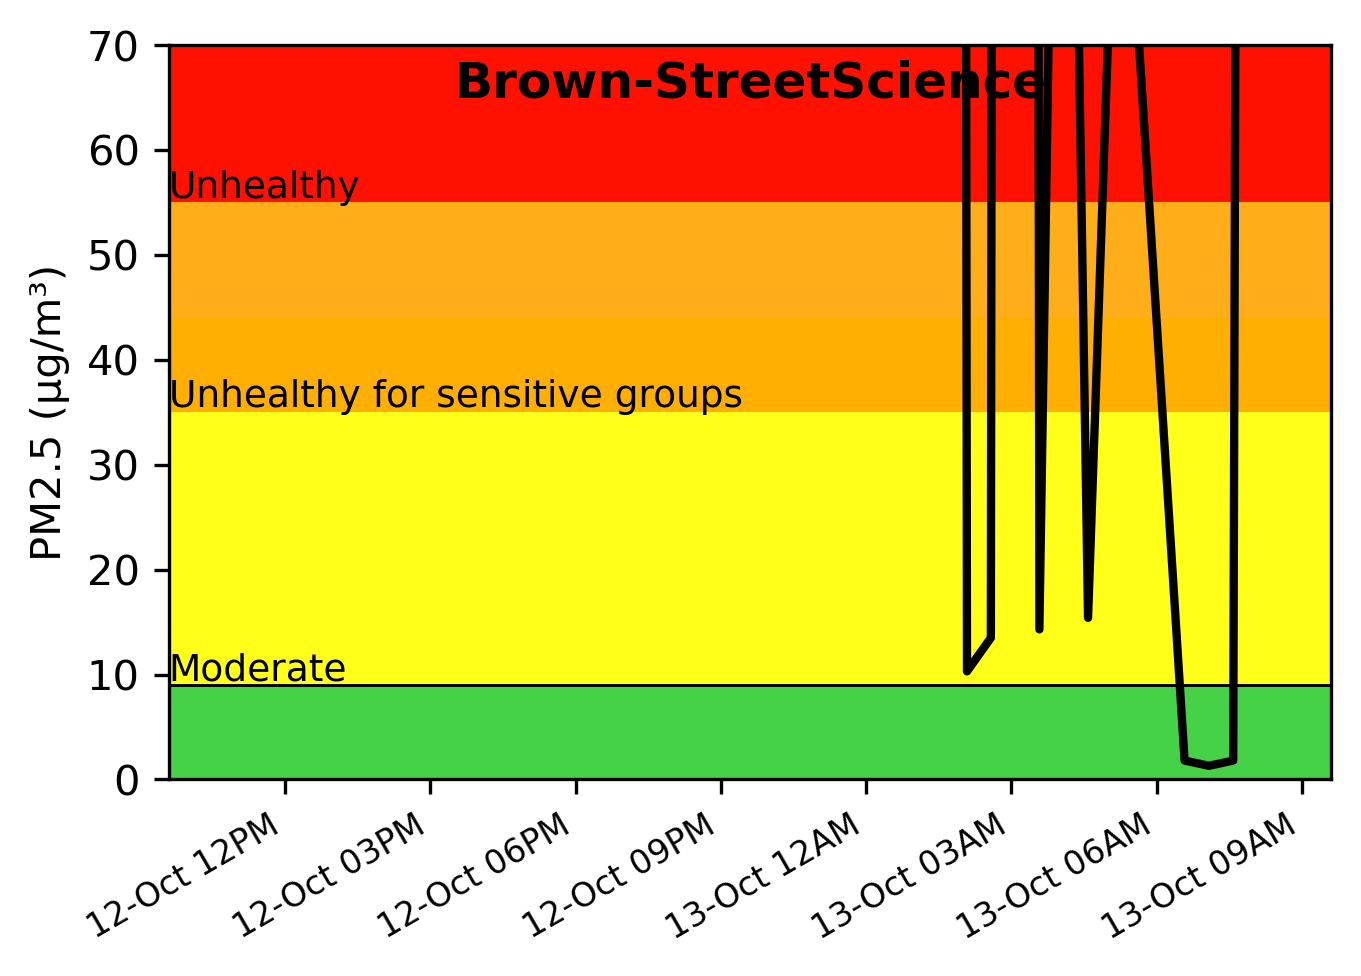 Brown-StreetScience
70
60
50
40
30
20
10
0
PM2.5 (µg/m³)
Unhealthy
Unhealthy for sensitive groups
Moderate
12-Oct 12PM
12-Oct 03PM
12-Oct 06PM
12-Oct 09PM
13-Oct 12AM
13-Oct 03AM
13-Oct 06AM
13-Oct 09AM